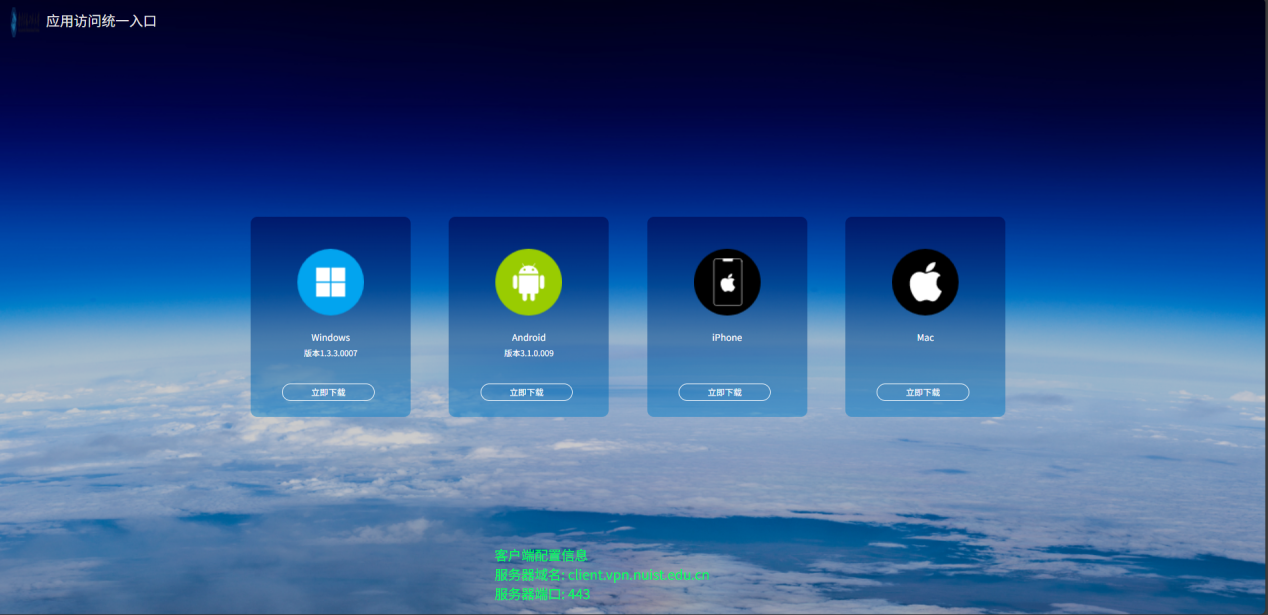 应用访问统一入口
Windows
版本1.3.3.0007
立即下载
Android
版本3.1.0.009
立即下载
iPhone
立即下载
Mac
立即下载
客户端配置信息
服务器域名: client.vpn.nuist.edu.cn
服务器端口: 443